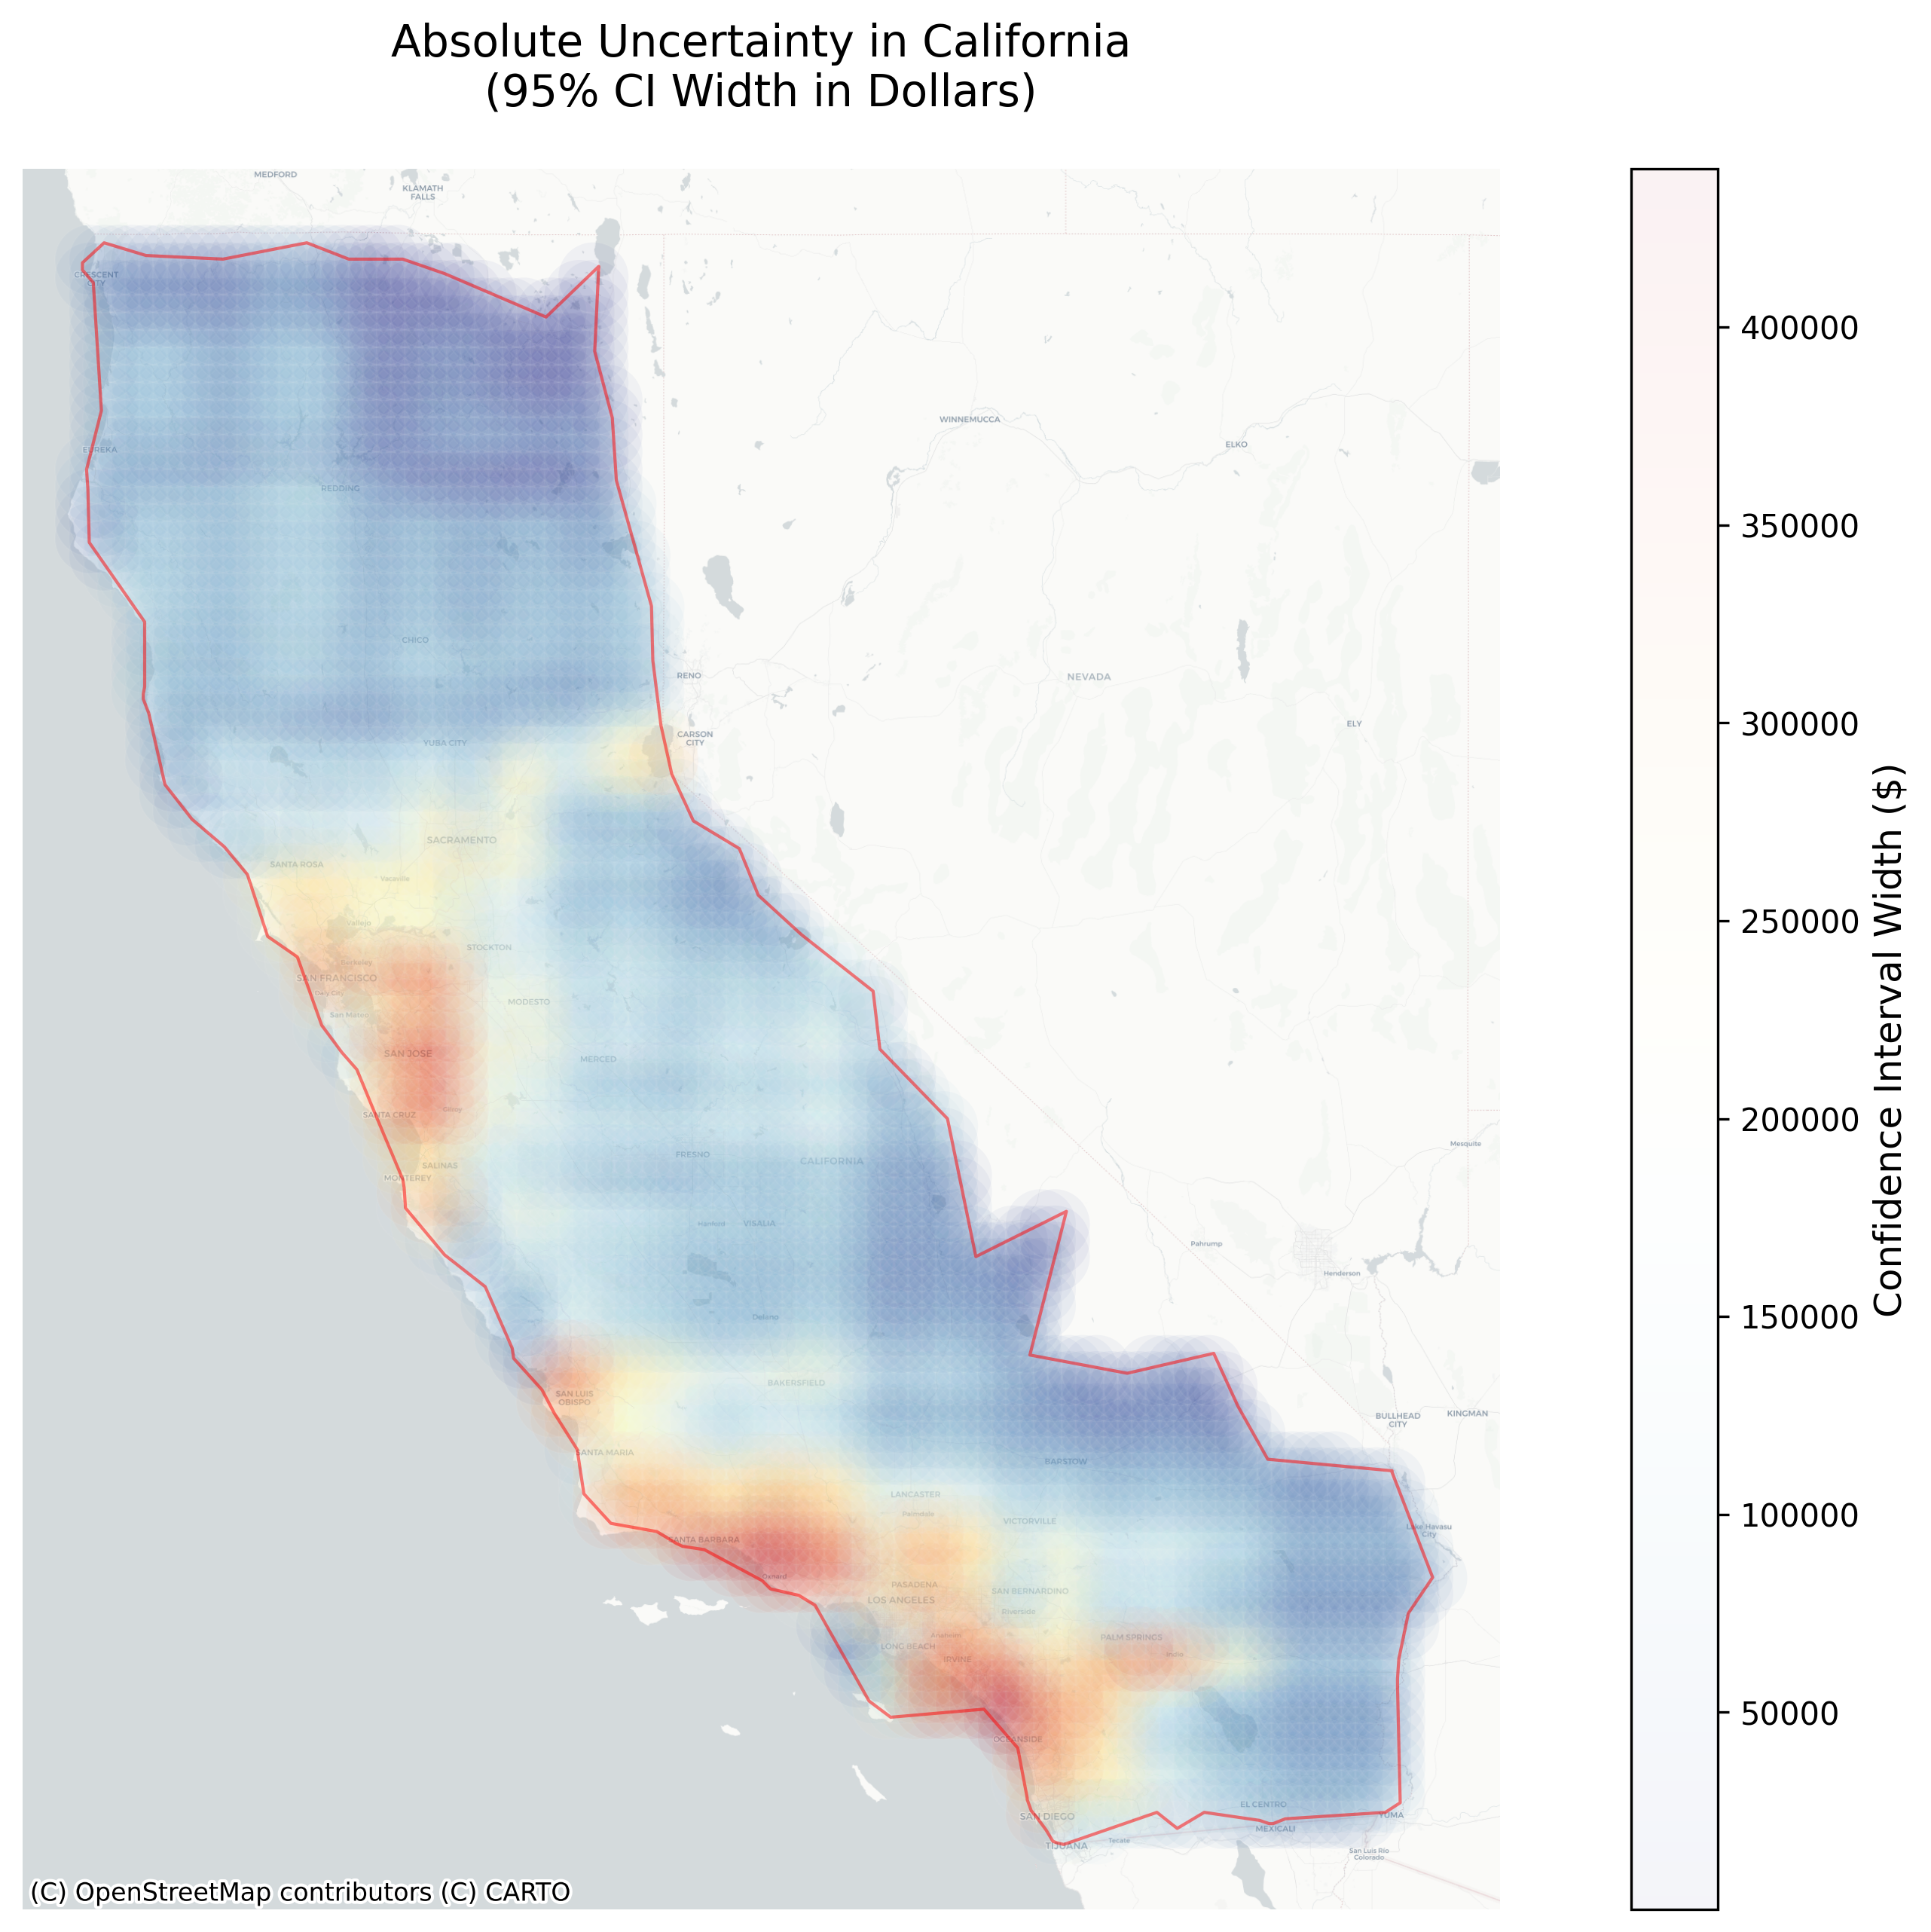 Absolute Uncertainty in California
(95% CI Width in Dollars)
MEDFORD
KLAMATH
FALLS
CRESCENT
CITY
WINNEMUCCA
ELKO
EUREKA
REDDING
CHICO
RENO
NEVADA
ELY
CARSON
CITY
YUBA CITY
SACRAMENTO
SANTA ROSA
Vacaville
Vallejo
STOCKTON
Berkeley
SAN FRANCISCO
Daly City
MODESTO
San Mateo
SAN JOSE
MERCED
Gilroy
SANTA CRUZ
Mesquite
FRESNO
CALIFORNIA
SALINAS
MONTEREY
Hanford
VISALIA
Pahrump
Henderson
Delano
BAKERSFIELD
SAN LUIS
OBISPO
BULLHEAD
CITY
KINGMAN
SANTA MARIA
BARSTOW
LANCASTER
Palmdale
VICTORVILLE
Lake Havasu
City
SANTA BARBARA
Oxnard
PASADENA
LOS ANGELES
SAN BERNARDINO
Riverside
Anaheim
LONG BEACH
PALM SPRINGS
Indio
IRVINE
OCEANSIDE
EL CENTRO
SAN DIEGO
YUMA
MEXICALI
TIJUANA
Tecate
San Luis Río
Colorado
(C) OpenStreetMap contributors (C) CARTO
400000
350000
300000
250000
200000
150000
100000
50000
Confidence Interval Width ($)